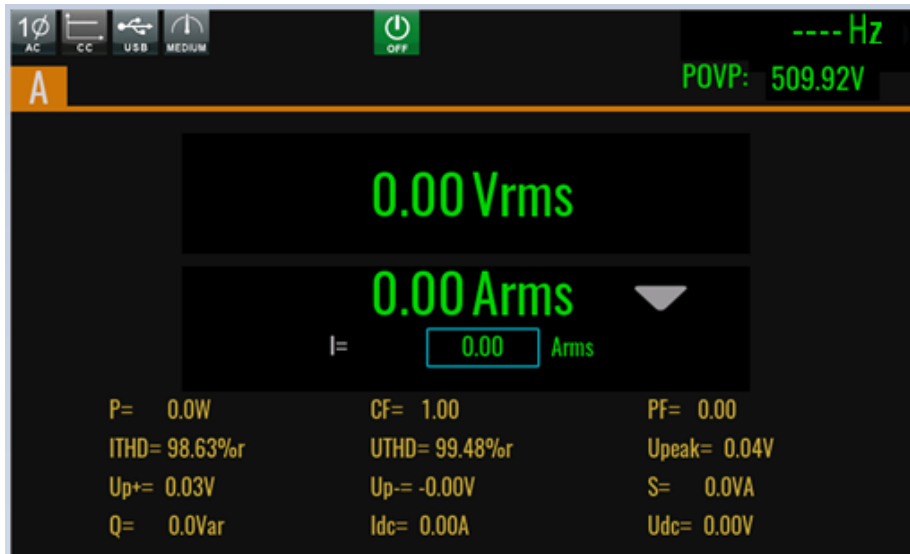 1Ø AC CC USB MEDIUM OFF ---- Hz
A POVP: 509.92V
0.00 Vrms
0.00 Arms
I= 0.00 Arms
P= 0.0W CF= 1.00 PF= 0.00
ITHD= 98.63%r UTHD= 99.48%r Upeak= 0.04V
Up+= 0.03V Up-= -0.00V S= 0.0VA
Q= 0.0Var Idc= 0.00A Udc= 0.00V